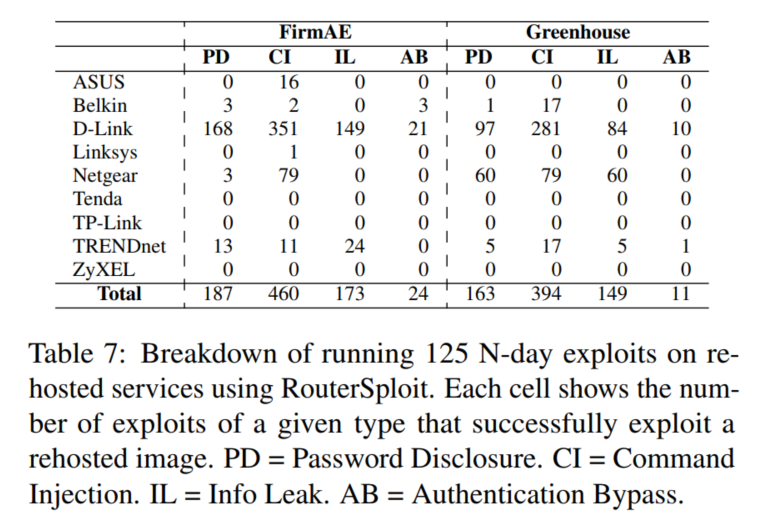 FirmAE Greenhouse
PD CI IL AB PD CI IL AB
ASUS 0 16 0 0 0 0 0 0
Belkin 3 2 0 3 1 17 0 0
D-Link 168 351 149 21 97 281 84 10
Linksys 0 1 0 0 0 0 0 0
Netgear 3 79 0 0 60 79 60 0
Tenda 0 0 0 0 0 0 0 0
TP-Link 0 0 0 0 0 0 0 0
TRENDnet 13 11 24 0 5 17 5 1
ZyXEL 0 0 0 0 0 0 0 0
Total 187 460 173 24 163 394 149 11
Table 7: Breakdown of running 125 N-day exploits on re-
hosted services using RouterSploit. Each cell shows the num-
ber of exploits of a given type that successfully exploit a
rehosted image. PD = Password Disclosure. CI = Command
Injection. IL = Info Leak. AB = Authentication Bypass.